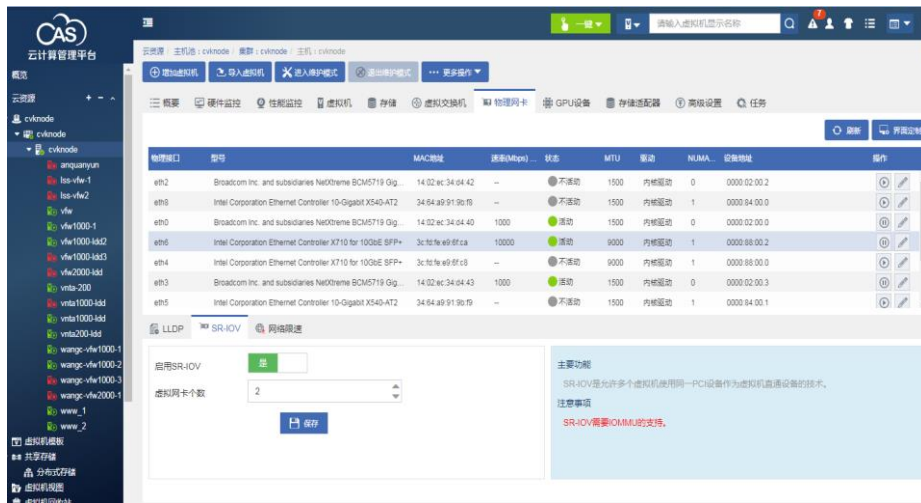 CAS
云计算管理平台
一键
请输入虚拟机显示名称
7
云资源 / 主机池：cvknode / 集群：cvknode / 主机：cvknode
增加虚拟机 导入虚拟机 进入维护模式 退出维护模式 更多操作
概要 硬件监控 性能监控 虚拟机 存储 虚拟交换机 物理网卡 GPU设备 存储适配器 高级设置 任务
刷新 界面定制
物理接口 型号 MAC地址 速率(Mbps) ... 状态 MTU 驱动 NUMA... 设备地址 操作
eth2 Broadcom Inc. and subsidiaries NetXtreme BCM5719 Gig... 14:02:ec:34:d4:42 -- 不活动 1500 内核驱动 0 0000:02:00.2
eth8 Intel Corporation Ethernet Controller 10-Gigabit X540-AT2 34:64:a9:91:9b:f9 -- 不活动 1500 内核驱动 1 0000:84:00.0
eth0 Broadcom Inc. and subsidiaries NetXtreme BCM5719 Gig... 14:02:ec:34:d4:40 1000 活动 1500 内核驱动 0 0000:02:00.0
eth6 Intel Corporation Ethernet Controller X710 for 10GbE SFP+ 3c:fd:fe:e9:6f:ca 10000 活动 9000 内核驱动 1 0000:88:00.2
eth4 Intel Corporation Ethernet Controller X710 for 10GbE SFP+ 3c:fd:fe:e9:6f:c8 -- 不活动 9000 内核驱动 1 0000:88:00.0
eth3 Broadcom Inc. and subsidiaries NetXtreme BCM5719 Gig... 14:02:ec:34:d4:43 1000 活动 1500 内核驱动 0 0000:02:00.3
eth5 Intel Corporation Ethernet Controller 10-Gigabit X540-AT2 34:64:a9:91:9b:f9 -- 不活动 1500 内核驱动 1 0000:84:00.1
LLDP SR-IOV 网络限速
启用SR-IOV 是
虚拟网卡个数 2
保存
主要功能
SR-IOV是允许多个虚拟机使用同一PCI设备作为虚拟机直通设备的技术。
注意事项
SR-IOV需要IOMMU的支持。
概览
云资源
cvknode
cvknode
cvknode
anquanyun
lss-vfw-1
lss-vfw2
vfw
vfw1000-1
vfw1000-ldd2
vfw1000-ldd3
vfw2000-ldd
vnta-200
vnta1000-ldd
vnta1000-ldd
vnta200-ldd
wangc-vfw1000-1
wangc-vfw1000-2
wangc-vfw1000-3
wangc-vfw2000-1
www_1
www_2
虚拟机模板
共享存储
分布式存储
虚拟机视图
虚拟机回收站